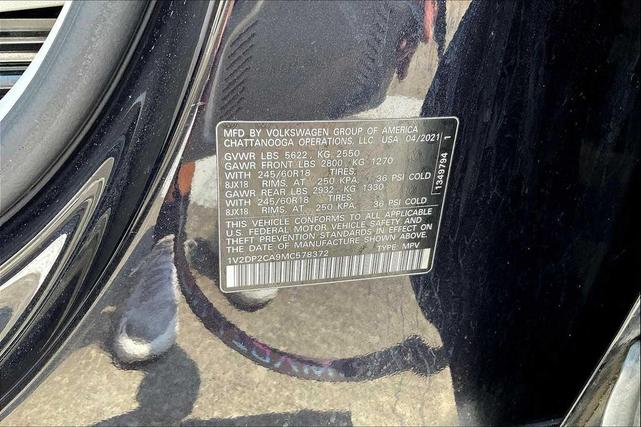 MFD BY VOLKSWAGEN GROUP OF AMERICA
CHATTANOOGA OPERATIONS, LLC USA 04/2021
GVWR LBS 5622, KG 2550
GAWR FRONT LBS 2800, KG 1270
WITH 245/60R18 TIRES,
8JX18 RIMS, AT, 250 KPA, 36 PSI COLD
GAWR REAR LBS 2932, KG 1330
WITH 245/60R18 TIRES,
8JX18 RIMS, AT, 250 KPA, 36 PSI COLD
THIS VEHICLE CONFORMS TO ALL APPLICABLE
U.S. FEDERAL MOTOR VEHICLE SAFETY AND
THEFT PREVENTION STANDARDS IN EFFECT ON
THE DATE OF MANUFACTURE SHOWN ABOVE
1V2DP2CA9MC578372 TYPE: MPV
1349794 1